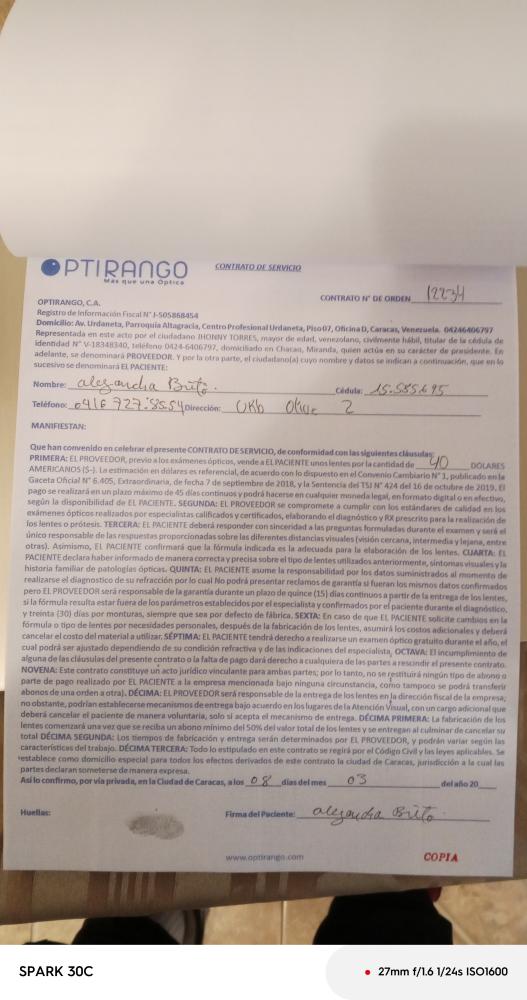 OPTIRANGO
Más que una Optica
CONTRATO DE SERVICIO
CONTRATO N° DE ORDEN 12234
OPTIRANGO, C.A.
Registro de Información Fiscal N° J-505868454
Domicilio: Av. Urdaneta, Parroquia Altagracia, Centro Profesional Urdaneta, Piso 07, Oficina D, Caracas, Venezuela. 04246406797
Representada en este acto por el ciudadano JHONNY TORRES, mayor de edad, venezolano, civilmente hábil, titular de la cédula de
identidad N° V-18348340, teléfono 0424-6406797, domiciliado en Chacao, Miranda, quien actúa en su carácter de presidente. En
adelante, se denominará PROVEEDOR. Y por la otra parte, el ciudadano(a) cuyo nombre y datos se indican a continuación, que en lo
sucesivo se denominará EL PACIENTE:
Nombre: alejandra Brito. Cédula: 15.585.695
Teléfono: 0416 727.5554 Dirección: 2
MANIFIESTAN:
Que han convenido en celebrar el presente CONTRATO DE SERVICIO, de conformidad con las siguientes cláusulas:
PRIMERA: EL PROVEEDOR, previo a los exámenes ópticos, vende a EL PACIENTE unos lentes por la cantidad de 40 DÓLARES
AMERICANOS ($-). La estimación en dólares es referencial, de acuerdo con lo dispuesto en el Convenio Cambiario N° 1, publicado en la
Gaceta Oficial N° 6.405, Extraordinaria, de fecha 7 de septiembre de 2018, y la Sentencia del TSJ N° 424 del 16 de octubre de 2019. El
pago se realizará en un plazo máximo de 45 días continuos y podrá hacerse en cualquier moneda legal, en formato digital o en efectivo,
según la disponibilidad de EL PACIENTE. SEGUNDA: EL PROVEEDOR se compromete a cumplir con los estándares de calidad en los
exámenes ópticos realizados por especialistas calificados y certificados, elaborando el diagnóstico y RX prescrito para la realización de
los lentes o prótesis. TERCERA: EL PACIENTE deberá responder con sinceridad a las preguntas formuladas durante el examen y será el
único responsable de las respuestas proporcionadas sobre las diferentes distancias visuales (visión cercana, intermedia y lejana, entre
otras). Asimismo, EL PACIENTE confirmará que la fórmula indicada es la adecuada para la elaboración de los lentes. CUARTA: EL
PACIENTE declara haber informado de manera correcta y precisa sobre el tipo de lentes utilizados anteriormente, síntomas visuales y la
historia familiar de patologías ópticas. QUINTA: EL PACIENTE asume la responsabilidad por los datos suministrados al momento de
realizarse el diagnostico de su refracción por lo cual No podrá presentar reclamos de garantía si fueran los mismos datos confirmados
pero EL PROVEEDOR será responsable de la garantía durante un plazo de quince (15) días continuos a partir de la entrega de los lentes,
y treinta (30) días por monturas, siempre que sea por defecto de fábrica. SEXTA: En caso de que EL PACIENTE solicite cambios en la
si la fórmula resulta estar fuera de los parámetros establecidos por el especialista y confirmados por el paciente durante el diagnóstico,
fórmula o tipo de lentes por necesidades personales, después de la fabricación de los lentes, asumirá los costos adicionales y deberá
cancelar el costo del material a utilizar. SÉPTIMA: EL PACIENTE tendrá derecho a realizarse un examen óptico gratuito durante el año, el
cual podrá ser ajustado dependiendo de su condición refractiva y de las indicaciones del especialista. OCTAVA: El incumplimiento de
alguna de las cláusulas del presente contrato o la falta de pago dará derecho a cualquiera de las partes a rescindir el presente contrato.
NOVENA: Este contrato constituye un acto jurídico vinculante para ambas partes; por lo tanto, no se restituirá ningún tipo de abono o
parte de pago realizado por EL PACIENTE a la empresa mencionada bajo ninguna circunstancia, como tampoco se podrá transferir
abonos de una orden a otra). DÉCIMA: EL PROVEEDOR será responsable de la entrega de los lentes en la dirección fiscal de la empresa;
no obstante, podrían establecerse mecanismos de entrega bajo acuerdo en los lugares de la Atención Visual, con un cargo adicional que
deberá cancelar el paciente de manera voluntaria, solo si acepta el mecanismo de entrega. DÉCIMA PRIMERA: La fabricación de los
lentes comenzará una vez que se reciba un abono mínimo del 50% del valor total de los lentes y se entregan al culminar de cancelar su
total DÉCIMA SEGUNDA: Los tiempos de fabricación y entrega serán determinados por EL PROVEEDOR, y podrán variar según las
características del trabajo. DÉCIMA TERCERA: Todo lo estipulado en este contrato se regirá por el Código Civil y las leyes aplicables. Se
establece como domicilio especial para todos los efectos derivados de este contrato la ciudad de Caracas, jurisdicción a la cual las
partes declaran someterse de manera expresa.
Así lo confirmo, por vía privada, en la Ciudad de Caracas, a los 08 días del mes 03 del año 20
Huellas:
Firma del Paciente: alejandra Brito.
www.optirango.com
COPIA
SPARK 30C
27mm f/1.6 1/24s ISO1600